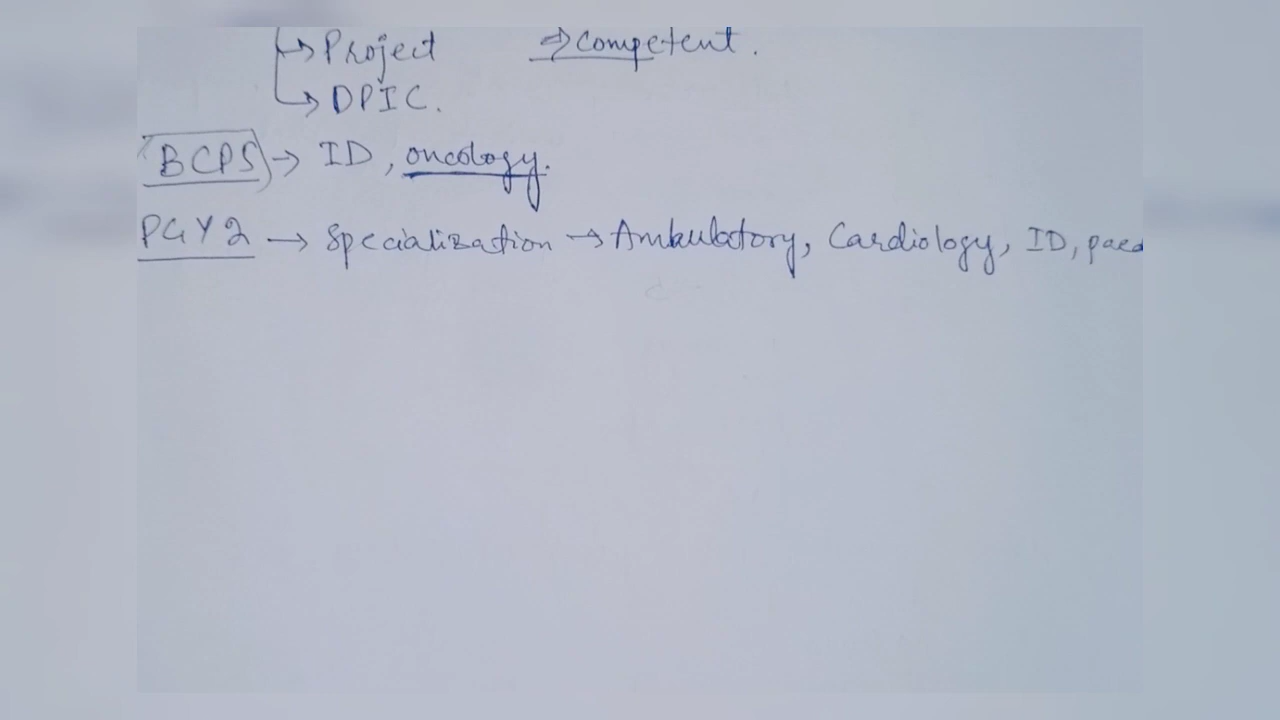 → Project ⇒ Competent.
→ DPIC.
BCPS → ID, oncology.
PGY2 → Specialization → Ambulatory, Cardiology, ID, paed